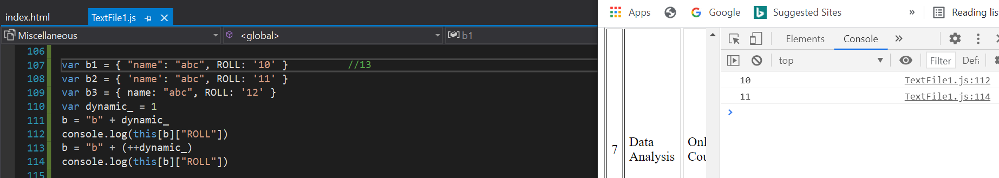 index.html TextFile1.js
Miscellaneous <global> b1
106
107 var b1 = { "name": "abc", ROLL: '10' } //13
108 var b2 = { 'name': "abc", ROLL: '11' }
109 var b3 = { name: "abc", ROLL: '12' }
110 var dynamic_ = 1
111 b = "b" + dynamic_
112 console.log(this[b]["ROLL"])
113 b = "b" + (++dynamic_)
114 console.log(this[b]["ROLL"])
115
Apps Google Suggested Sites » Reading lis
7
Data
Analysis
Onl
Cou
Elements Console »
top Filter Defa
10 TextFile1.js:112
11 TextFile1.js:114
>